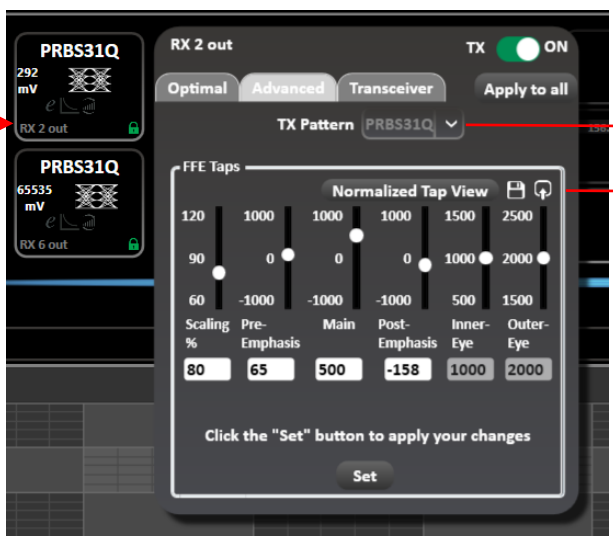 PRBS31Q
292
mV
e
RX 2 out
PRBS31Q
65535
mV
e
RX 6 out
RX 2 out
TX ON
Optimal Advanced Transceiver Apply to all
TX Pattern PRBS31Q
FFE Taps
Normalized Tap View
120 1000 1000 1000 1500 2500
90 0 0 0 1000 2000
60 -1000 -1000 -1000 500 1500
Scaling Pre- Main Post- Inner- Outer-
% Emphasis Emphasis Eye Eye
80 65 500 -158 1000 2000
Click the "Set" button to apply your changes
Set